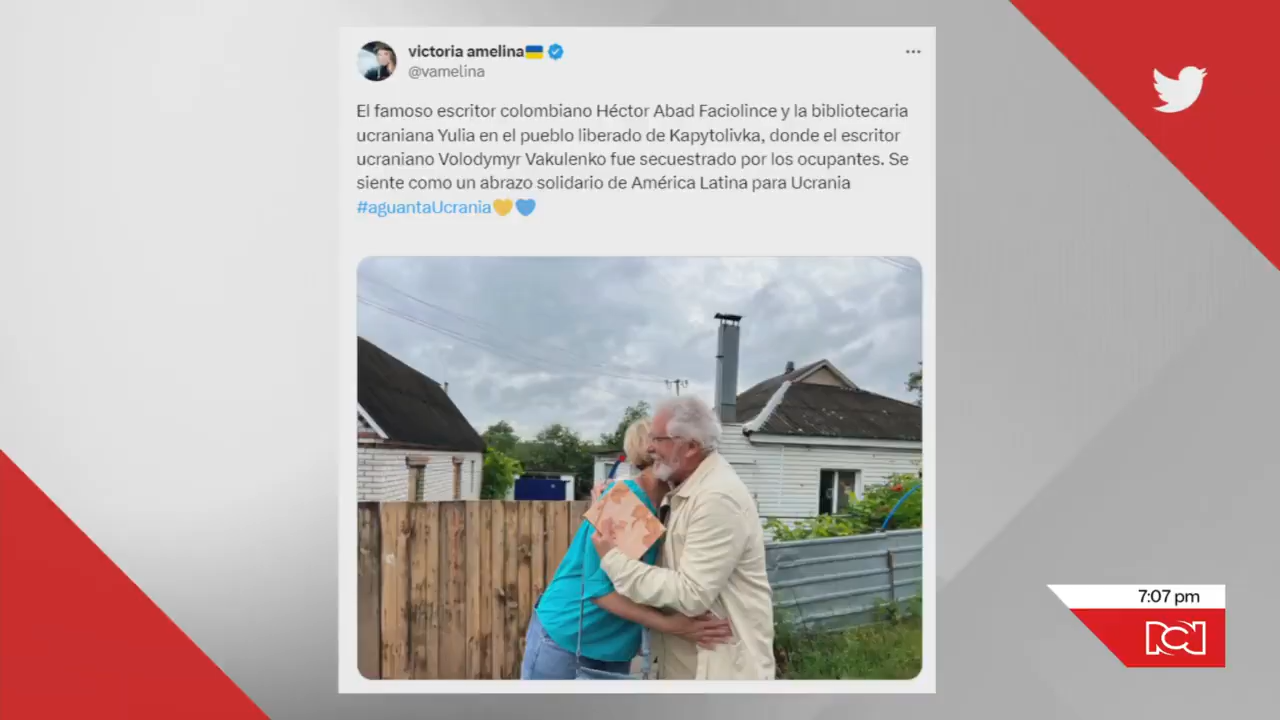 victoria amelina
@vamelina
El famoso escritor colombiano Héctor Abad Faciolince y la bibliotecaria
ucraniana Yulia en el pueblo liberado de Kapytolivka, donde el escritor
ucraniano Volodymyr Vakulenko fue secuestrado por los ocupantes. Se
siente como un abrazo solidario de América Latina para Ucrania
#aguantaUcrania
7:07 pm
RCN